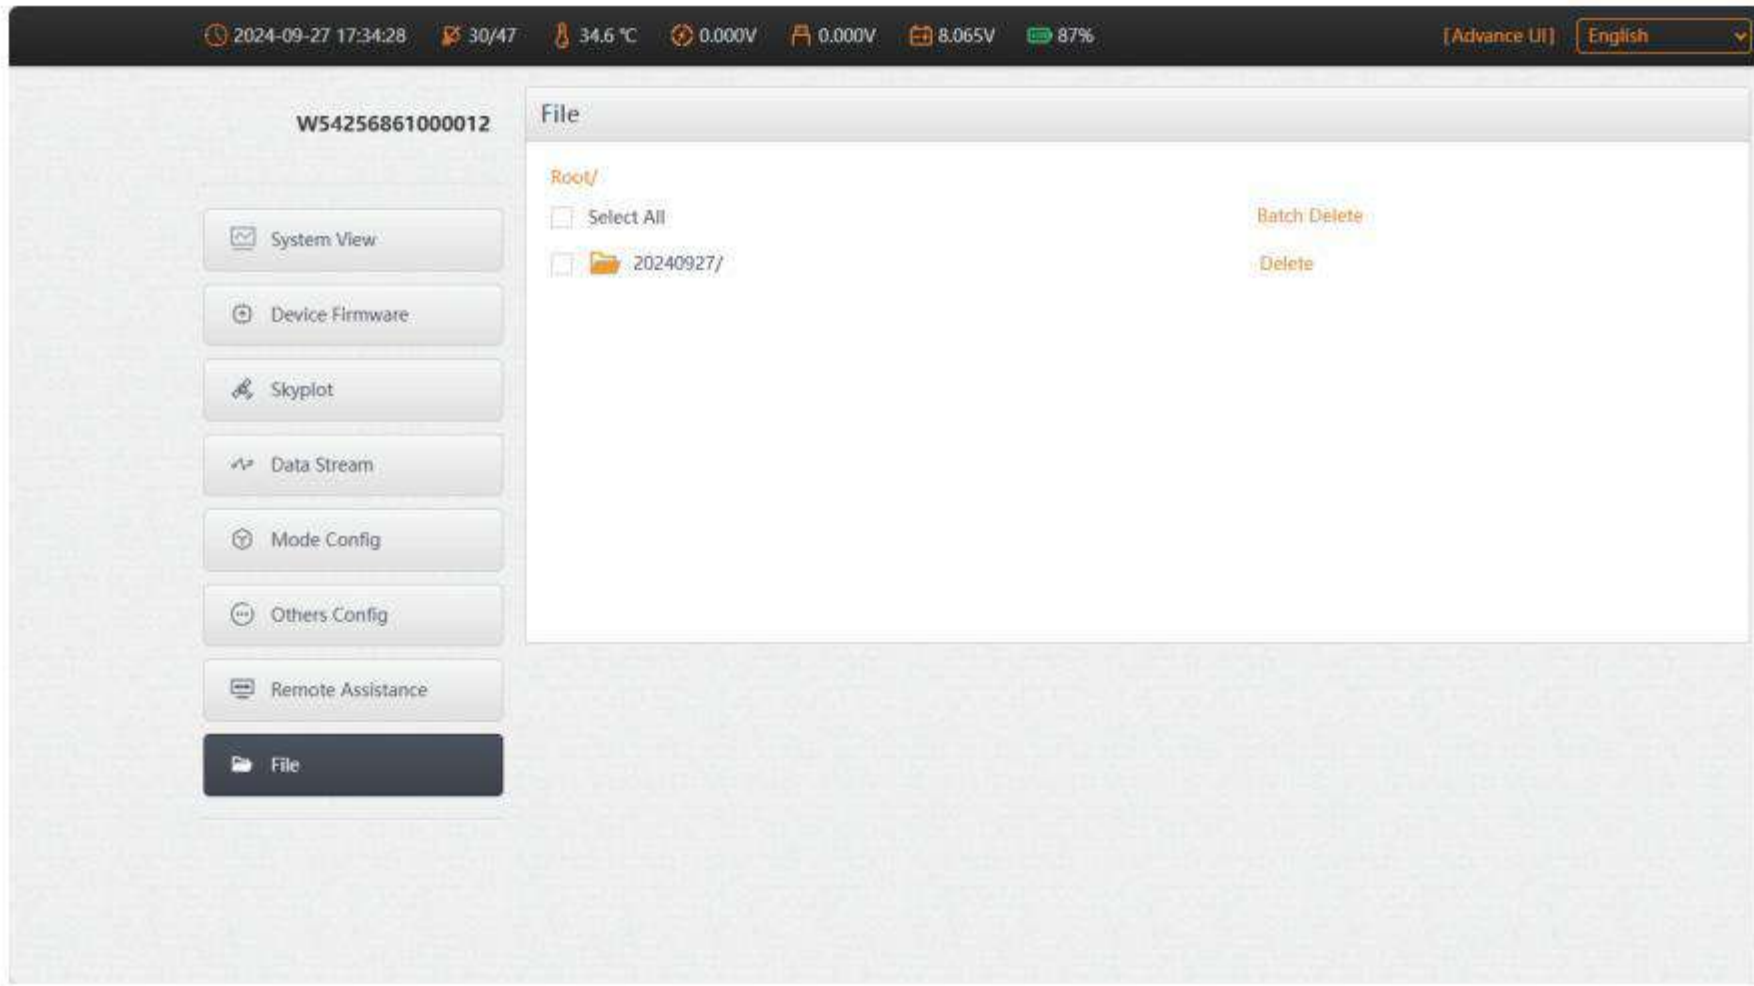 2024-09-27 17:34:28 30/47 34.6 ℃ 0.000V 0.000V 8.065V 87% [Advance UI] English
W54256861000012
File
Root/
Select All Batch Delete
20240927/ Delete
System View
Device Firmware
Skyplot
Data Stream
Mode Config
Others Config
Remote Assistance
File